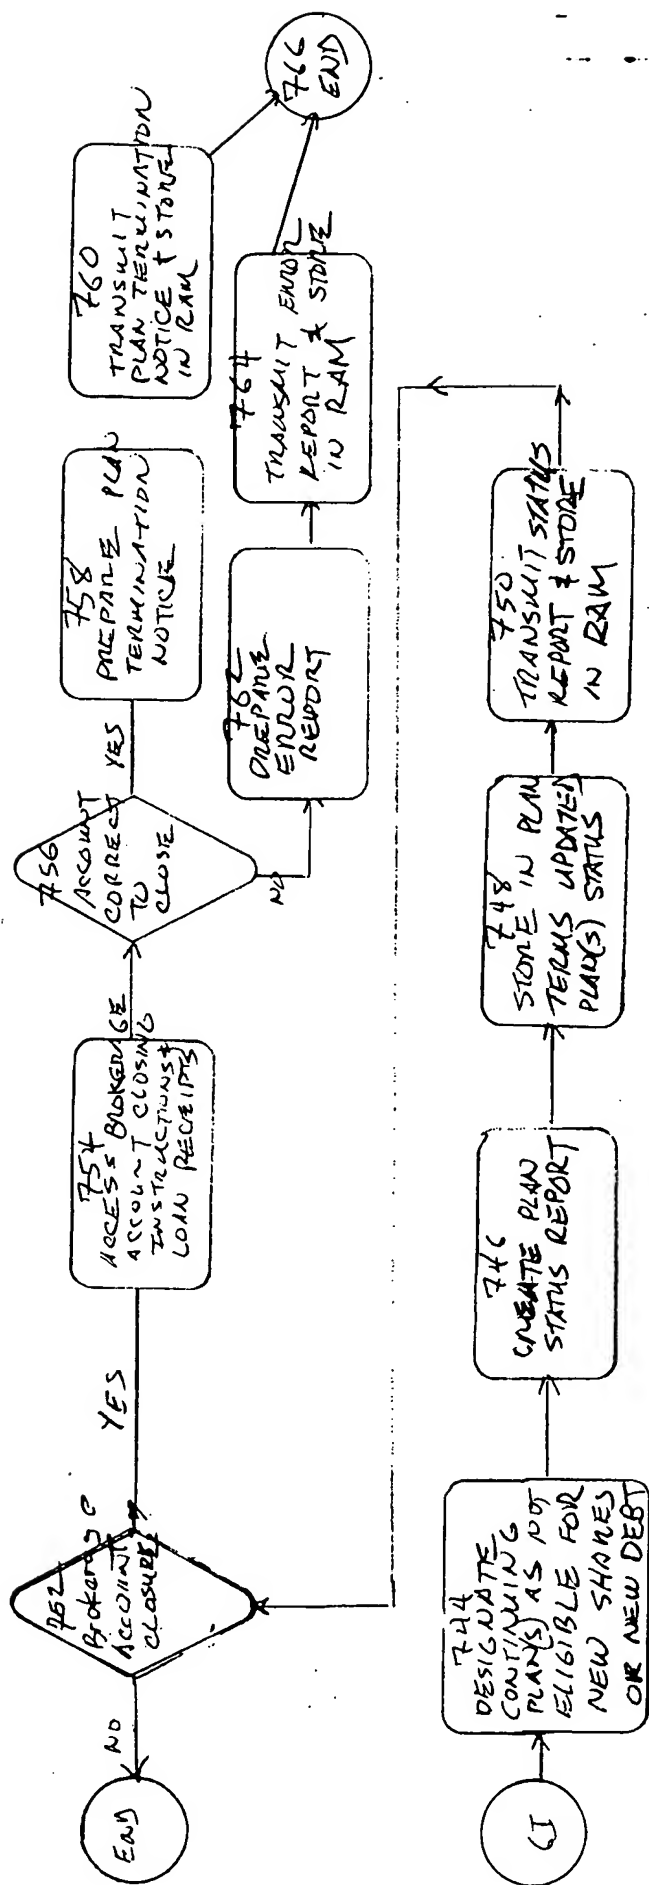 END
NO
752
Brokerage
ACCOUNT
CLOSURE?
YES
754
ACCESS BROKERAGE
ACCOUNT CLOSING
INSTRUCTIONS &
LOAN RECEIPTS
756
ACCOUNT
CORRECT
TO
CLOSE
YES
NO
758
PREPARE PLAN
TERMINATION
NOTICE
760
TRANSMIT
PLAN TERMINATION
NOTICE & STORE
IN RAM
762
PREPARE
ERROR
REPORT
764
TRANSMIT ERROR
REPORT & STORE
IN RAM
766
END
744
DESIGNATE
CONTINUING
PLAN(S) AS NOT
ELIGIBLE FOR
NEW SHARES
OR NEW DEBT
746
CREATE PLAN
STATUS REPORT
748
STORE IN PLAN
TERMS UPDATED
PLAN(S) STATUS
750
TRANSMIT STATUS
REPORT & STORE
IN RAM